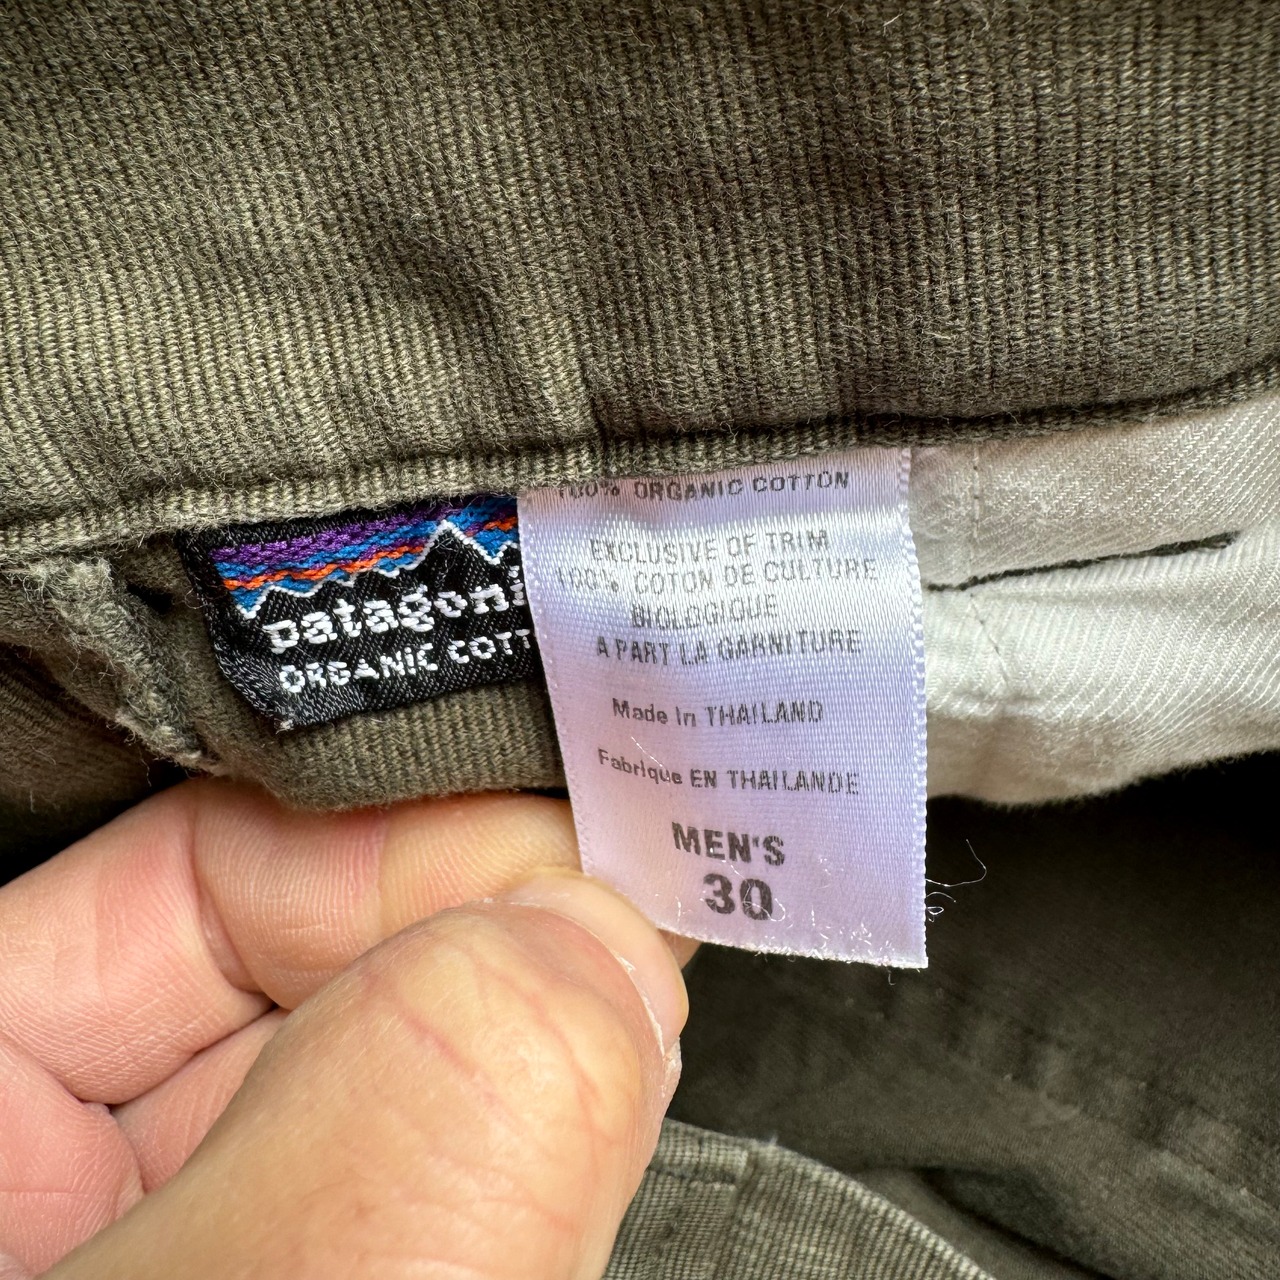 patagoni
ORGANIC COTT
100% ORGANIC COTTON
EXCLUSIVE OF TRIM
100% COTON DE CULTURE
BIOLOGIQUE
A PART LA GARNITURE
Made In THAILAND
Fabrique EN THAILANDE
MEN'S
30